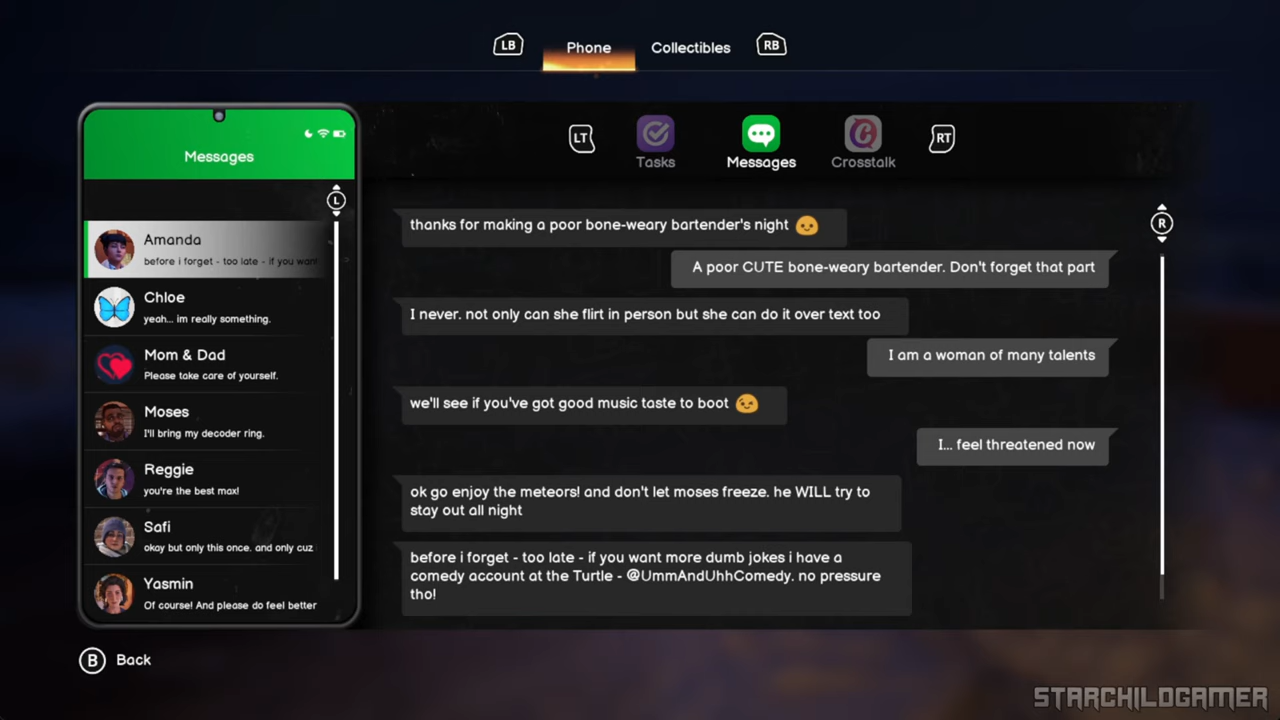 LB
Phone
Collectibles
RB
Messages
L
Amanda
before i forget - too late - if you want
Chloe
yeah... im really something.
Mom & Dad
Please take care of yourself.
Moses
I'll bring my decoder ring.
Reggie
you're the best max!
Safi
okay but only this once. and only cuz
Yasmin
Of course! And please do feel better
LT
Tasks
Messages
Crosstalk
RT
R
thanks for making a poor bone-weary bartender's night
A poor CUTE bone-weary bartender. Don't forget that part
I never. not only can she flirt in person but she can do it over text too
I am a woman of many talents
we'll see if you've got good music taste to boot
I... feel threatened now
ok go enjoy the meteors! and don't let moses freeze. he WILL try to
stay out all night
before i forget - too late - if you want more dumb jokes i have a
comedy account at the Turtle - @UmmAndUhhComedy. no pressure
tho!
B Back
STARCHILDGAMER